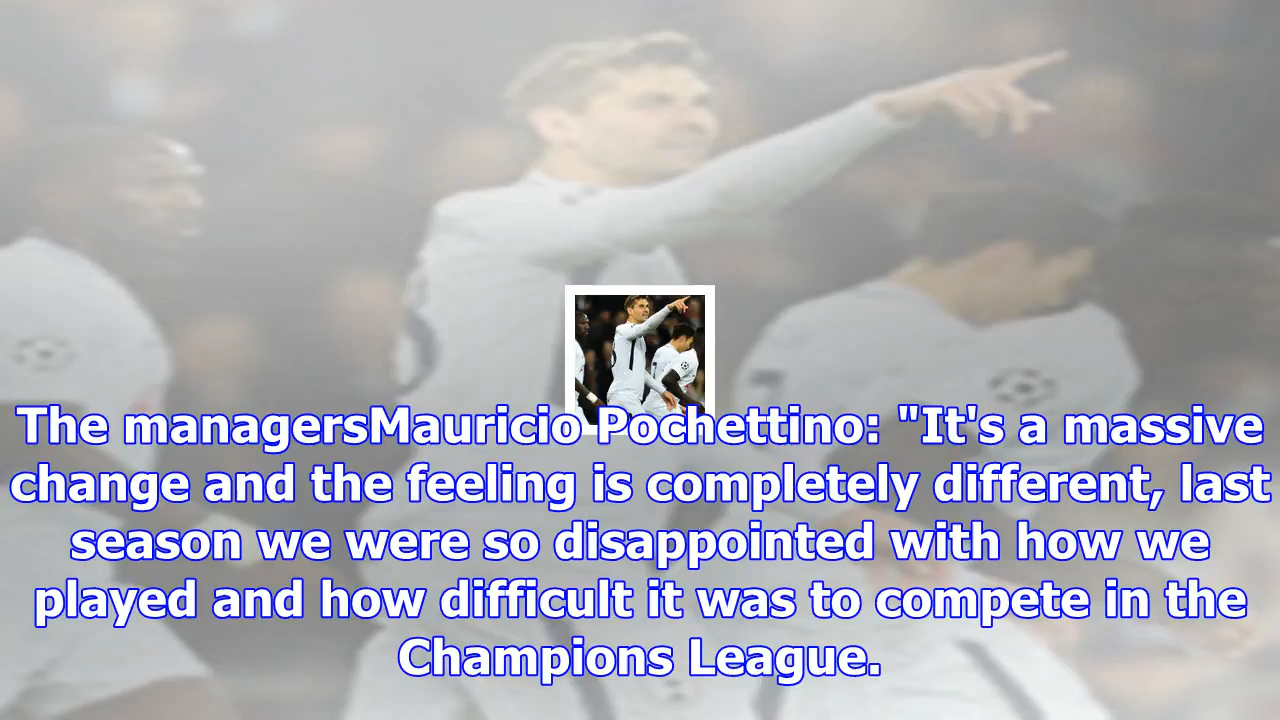 The managersMauricio Pochettino: "It's a massive
change and the feeling is completely different, last
season we were so disappointed with how we
played and how difficult it was to compete in the
Champions League.